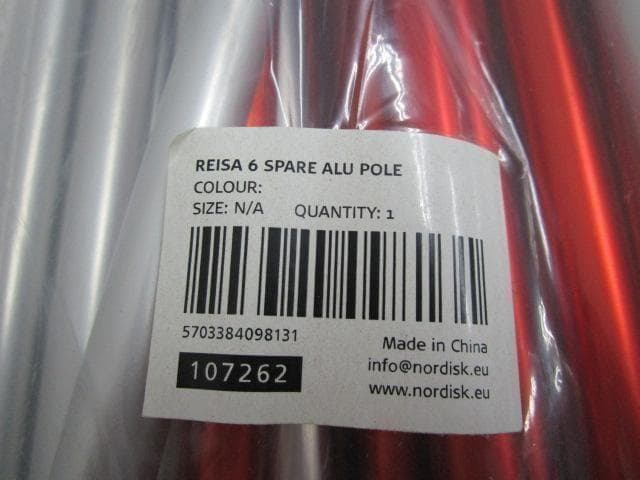 REISA 6 SPARE ALU POLE
COLOUR:
SIZE: N/A QUANTITY: 1
5703384098131
Made in China
107262
info@nordisk.eu
www.nordisk.eu